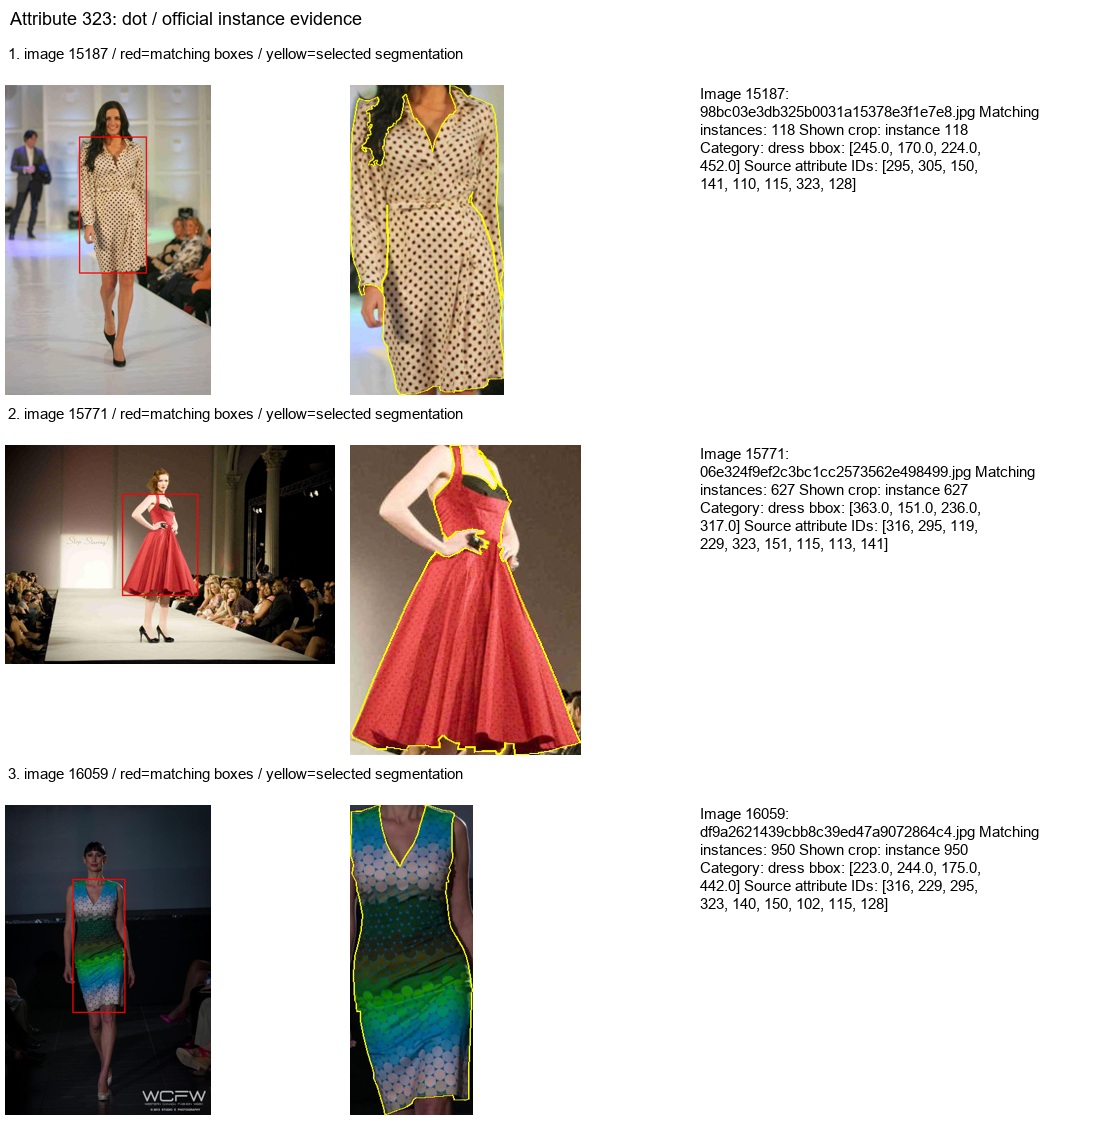 Attribute 323: dot / official instance evidence
1. image 15187 / red=matching boxes / yellow=selected segmentation
Image 15187:
98bc03e3db325b0031a15378e3f1e7e8.jpg Matching
instances: 118 Shown crop: instance 118
Category: dress bbox: [245.0, 170.0, 224.0,
452.0] Source attribute IDs: [295, 305, 150,
141, 110, 115, 323, 128]
2. image 15771 / red=matching boxes / yellow=selected segmentation
Image 15771:
06e324f9ef2c3bc1cc2573562e498499.jpg Matching
instances: 627 Shown crop: instance 627
Category: dress bbox: [363.0, 151.0, 236.0,
317.0] Source attribute IDs: [316, 295, 119,
229, 323, 151, 115, 113, 141]
3. image 16059 / red=matching boxes / yellow=selected segmentation
Image 16059:
df9a2621439cbb8c39ed47a9072864c4.jpg Matching
instances: 950 Shown crop: instance 950
Category: dress bbox: [223.0, 244.0, 175.0,
442.0] Source attribute IDs: [316, 229, 295,
323, 140, 150, 102, 115, 128]
WCFW